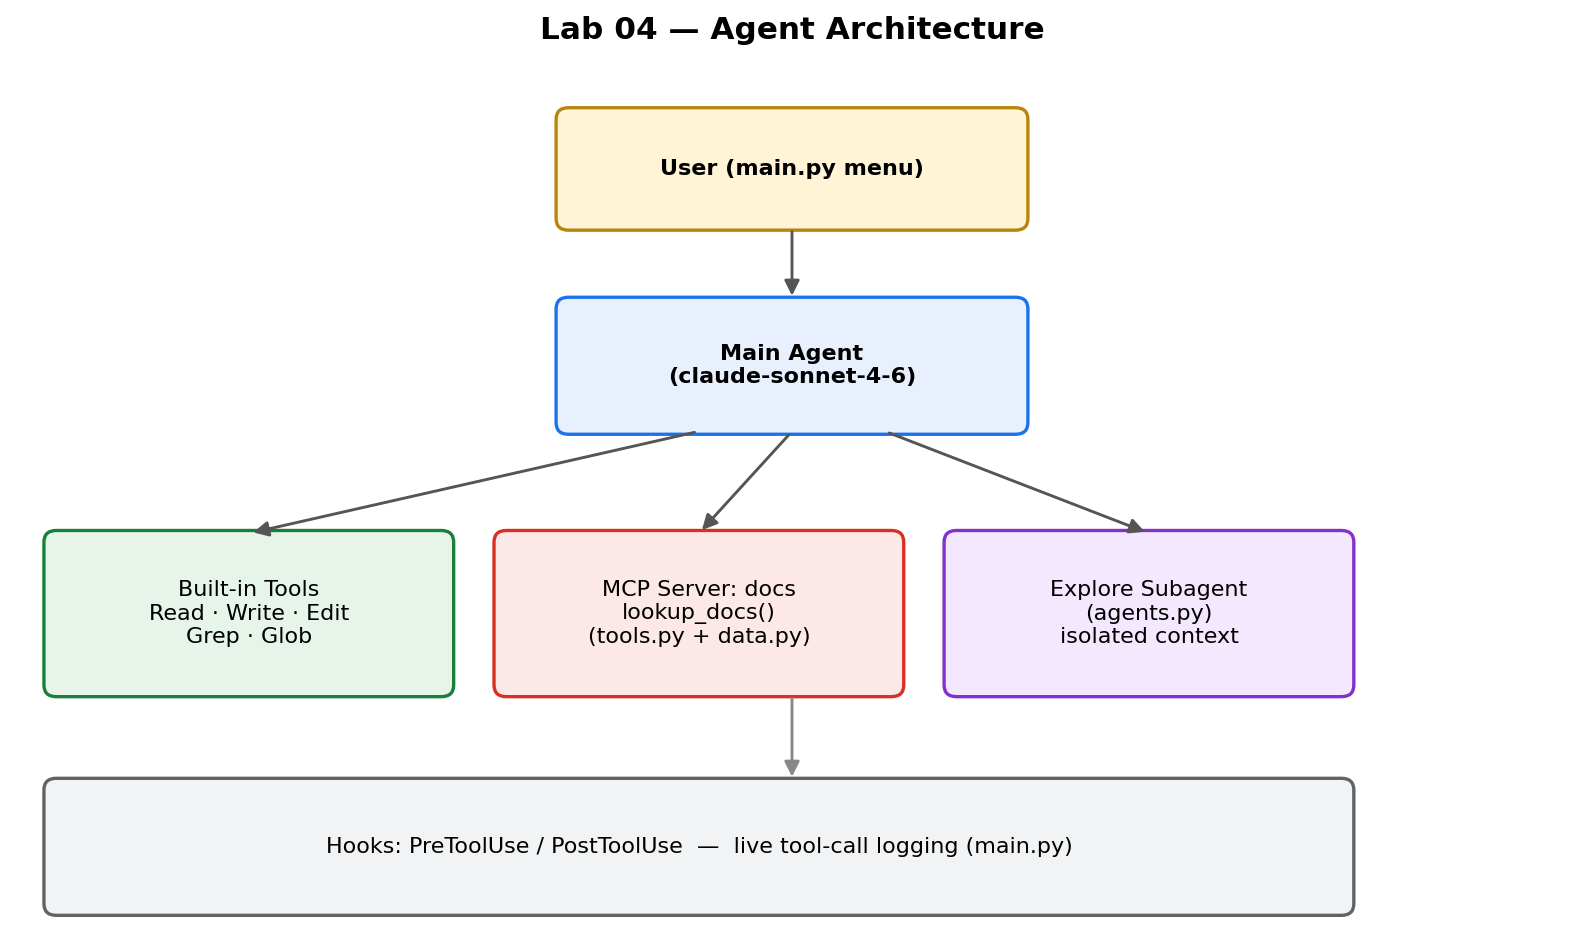 Lab 04 — Agent Architecture
User (main.py menu)
Main Agent
(claude-sonnet-4-6)
Built-in Tools
Read · Write · Edit
Grep · Glob
MCP Server: docs
lookup_docs()
(tools.py + data.py)
Explore Subagent
(agents.py)
isolated context
Hooks: PreToolUse / PostToolUse — live tool-call logging (main.py)